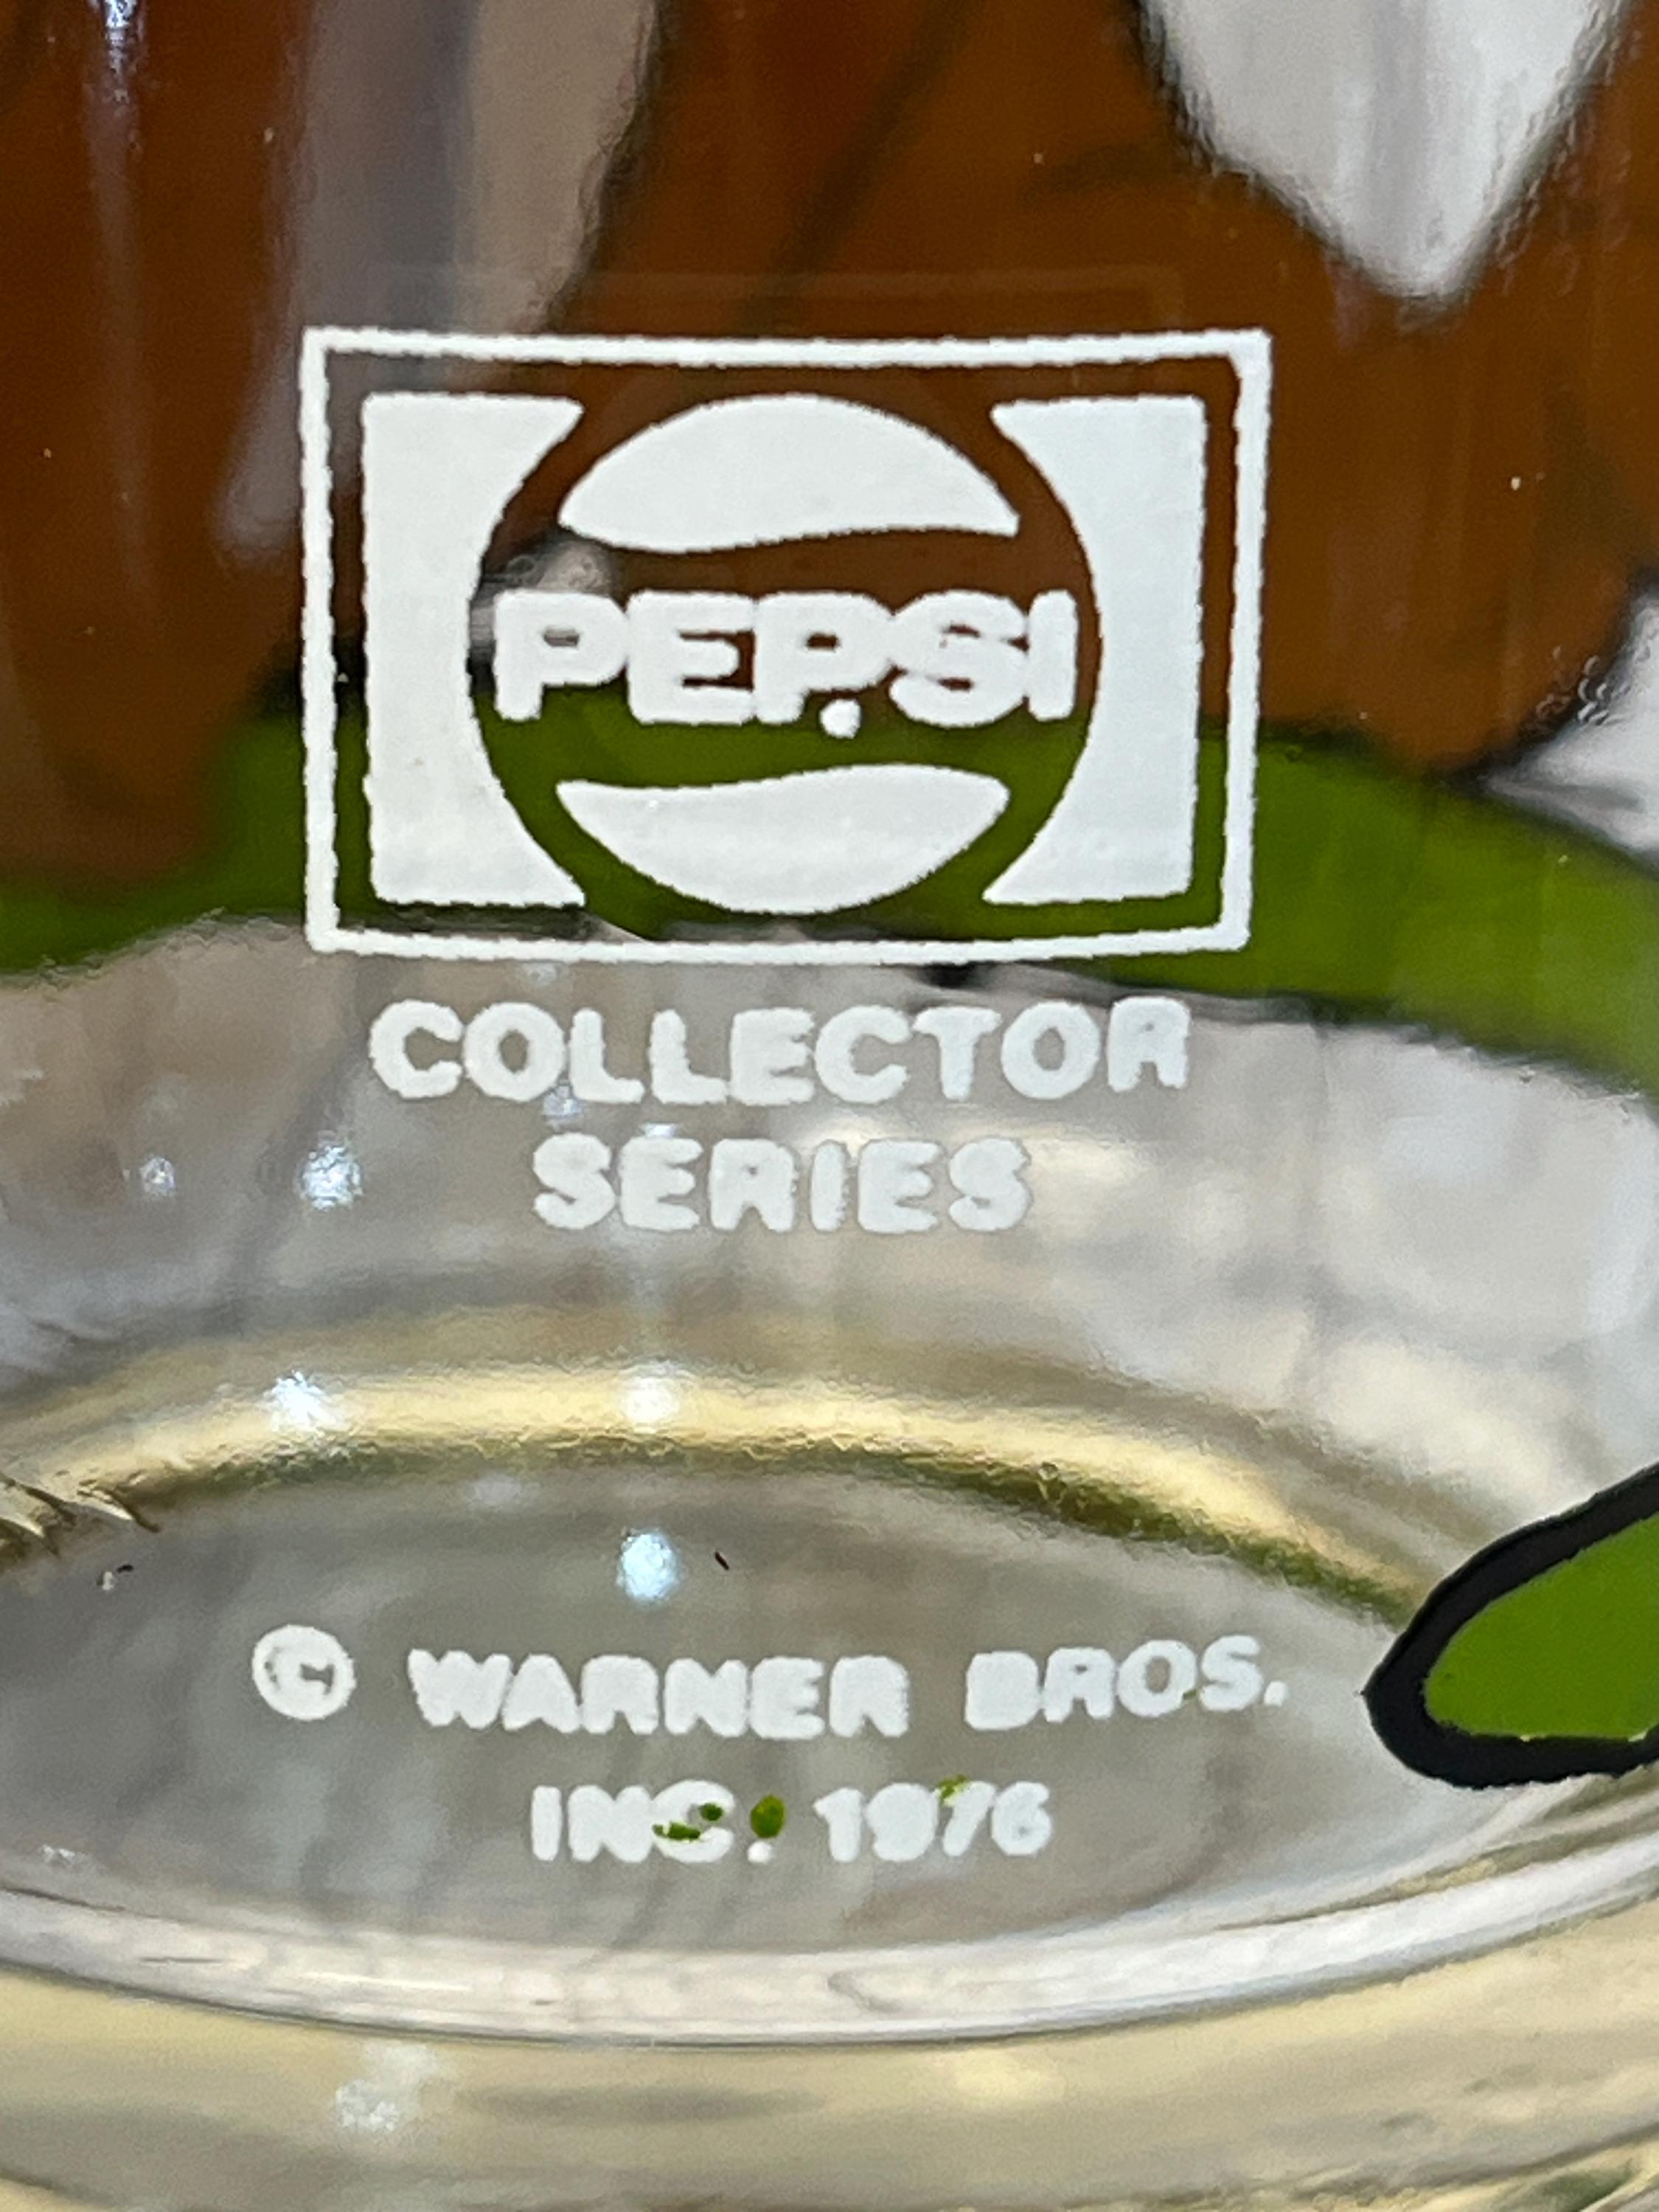 PEPSI
COLLECTOR
SERIES
© WARNER BROS.
INC. 1976